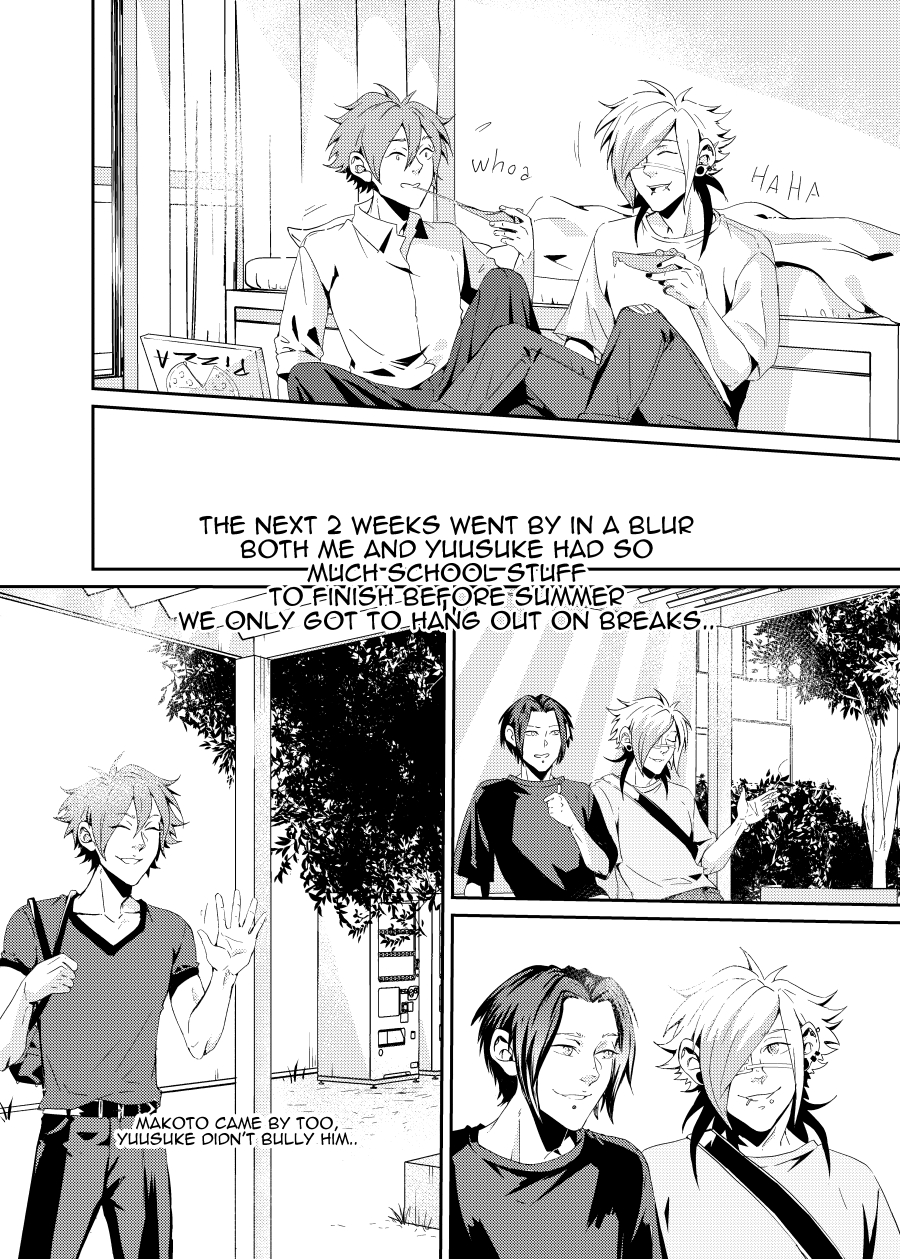 whoa
HAHA
PIZZA
THE NEXT 2 WEEKS WENT BY IN A BLUR
BOTH ME AND YUUSUKE HAD SO
MUCH SCHOOL STUFF
TO FINISH BEFORE SUMMER
WE ONLY GOT TO HANG OUT ON BREAKS..
MAKOTO CAME BY TOO,
YUUSUKE DIDN'T BULLY HIM..